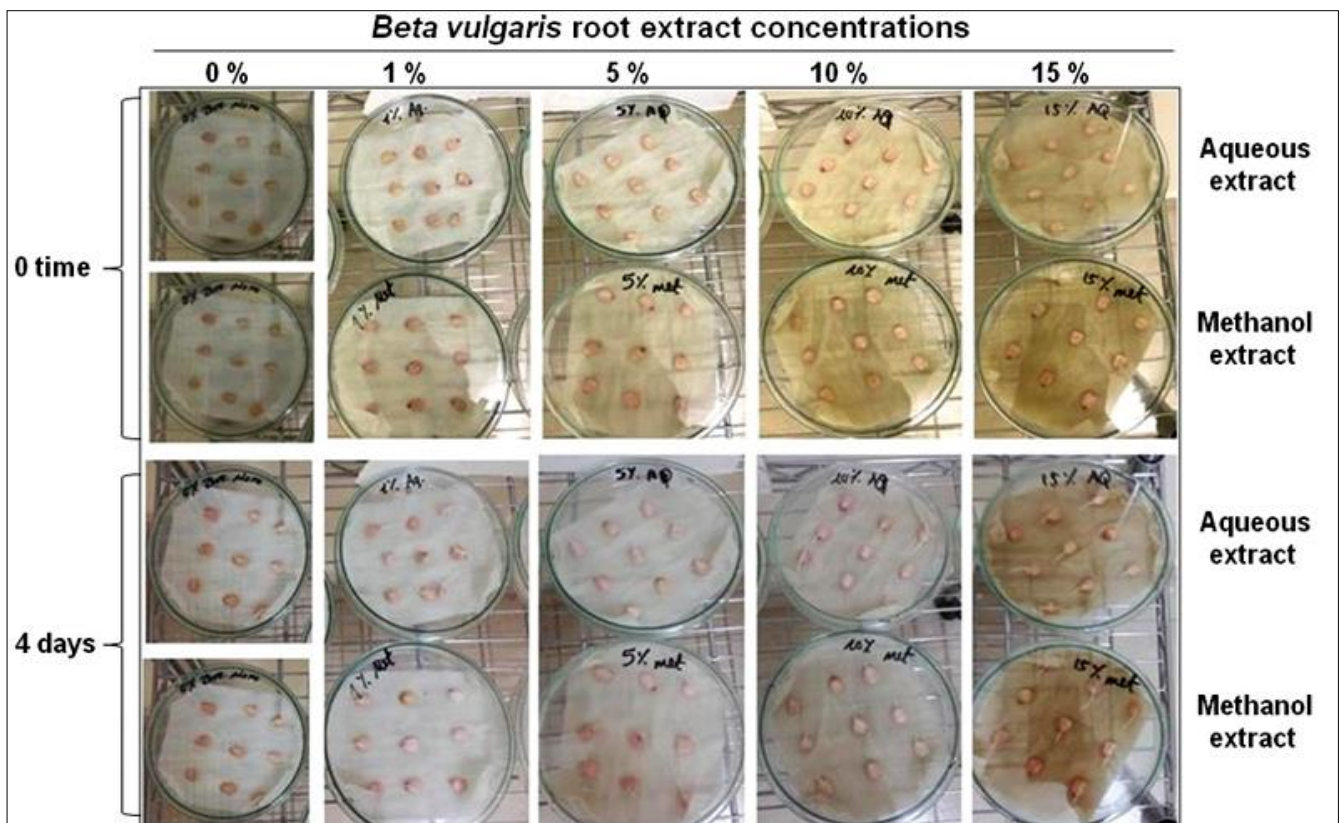 Beta vulgaris root extract concentrations
0 % 1 % 5 % 10 % 15 %
0 time
1% Aq. 5% AQ 10% AQ 15% AQ
Aqueous extract
1% Met 5% met 10% met 15% met
Methanol extract
4 days
1% Aq. 5% AQ 10% AQ 15% AQ
Aqueous extract
1% Met 5% met 10% met 15% met
Methanol extract